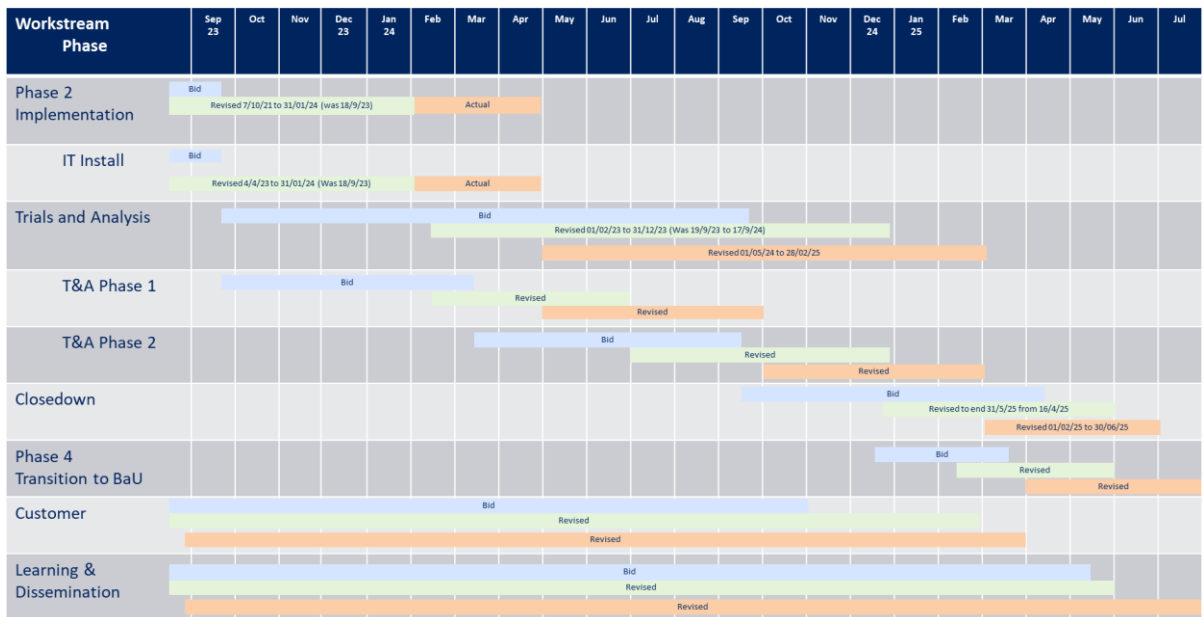 Workstream
Phase
Sep 23
Oct
Nov
Dec 23
Jan 24
Feb
Mar
Apr
May
Jun
Jul
Aug
Sep
Oct
Nov
Dec 24
Jan 25
Feb
Mar
Apr
May
Jun
Jul
Phase 2
Implementation
Bid
Revised 7/10/21 to 31/01/24 (was 18/9/23)
Actual
IT Install
Bid
Revised 4/4/23 to 31/01/24 (Was 18/9/23)
Actual
Trials and Analysis
Bid
Revised 01/02/23 to 31/12/23 (Was 19/9/23 to 17/9/24)
Revised 01/05/24 to 28/02/25
T&A Phase 1
Bid
Revised
Revised
T&A Phase 2
Bid
Revised
Revised
Closedown
Bid
Revised to end 31/5/25 from 16/4/25
Revised 01/02/25 to 30/06/25
Phase 4
Transition to BaU
Bid
Revised
Revised
Customer
Bid
Revised
Revised
Learning &
Dissemination
Bid
Revised
Revised